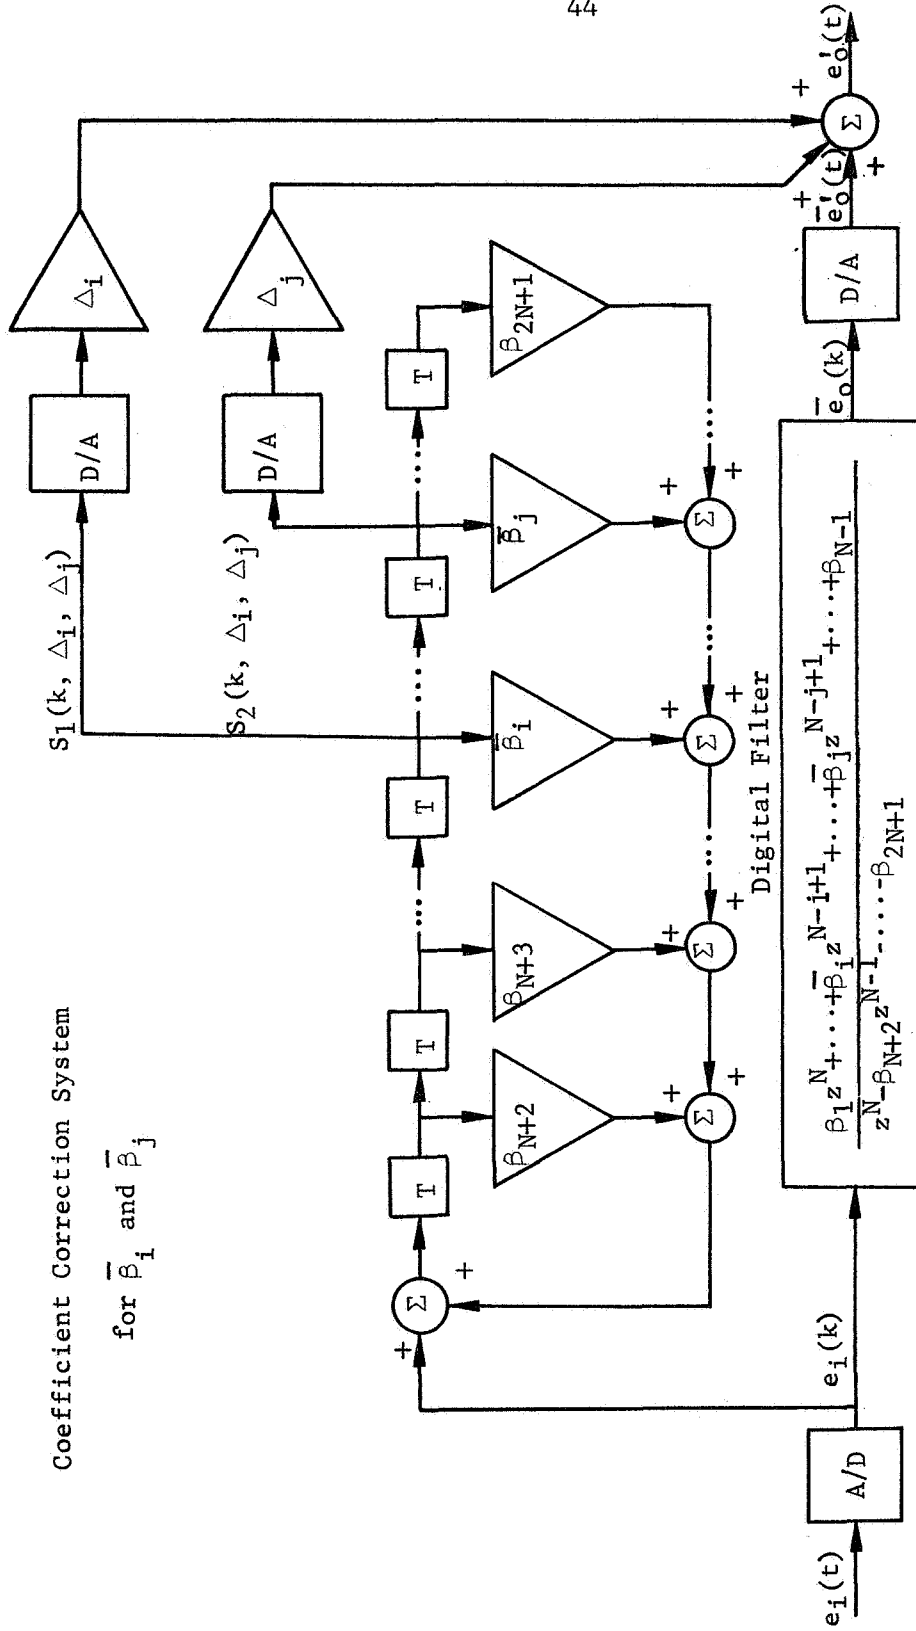 44
Coefficient Correction System
for β̄i and β̄j
S1(k, Δi, Δj)
D/A
Δi
S2(k, Δi, Δj)
D/A
Δj
+
Σ
+
T
T
...
T
...
T
...
T
βN+2
βN+3
β̄i
β̄j
β2N+1
+
Σ
+
+
Σ
+
...
+
Σ
+
...
+
Σ
+
...
Digital Filter
ei(t)
A/D
ei(k)
β1z^N+...+β̄iz^N-i+1+...+β̄jz^N-j+1+...+βN-1
z^N-βN+2z^N-1-...-β2N+1
ēo(k)
D/A
ēo'(t)
+
+
+
Σ
eo'(t)